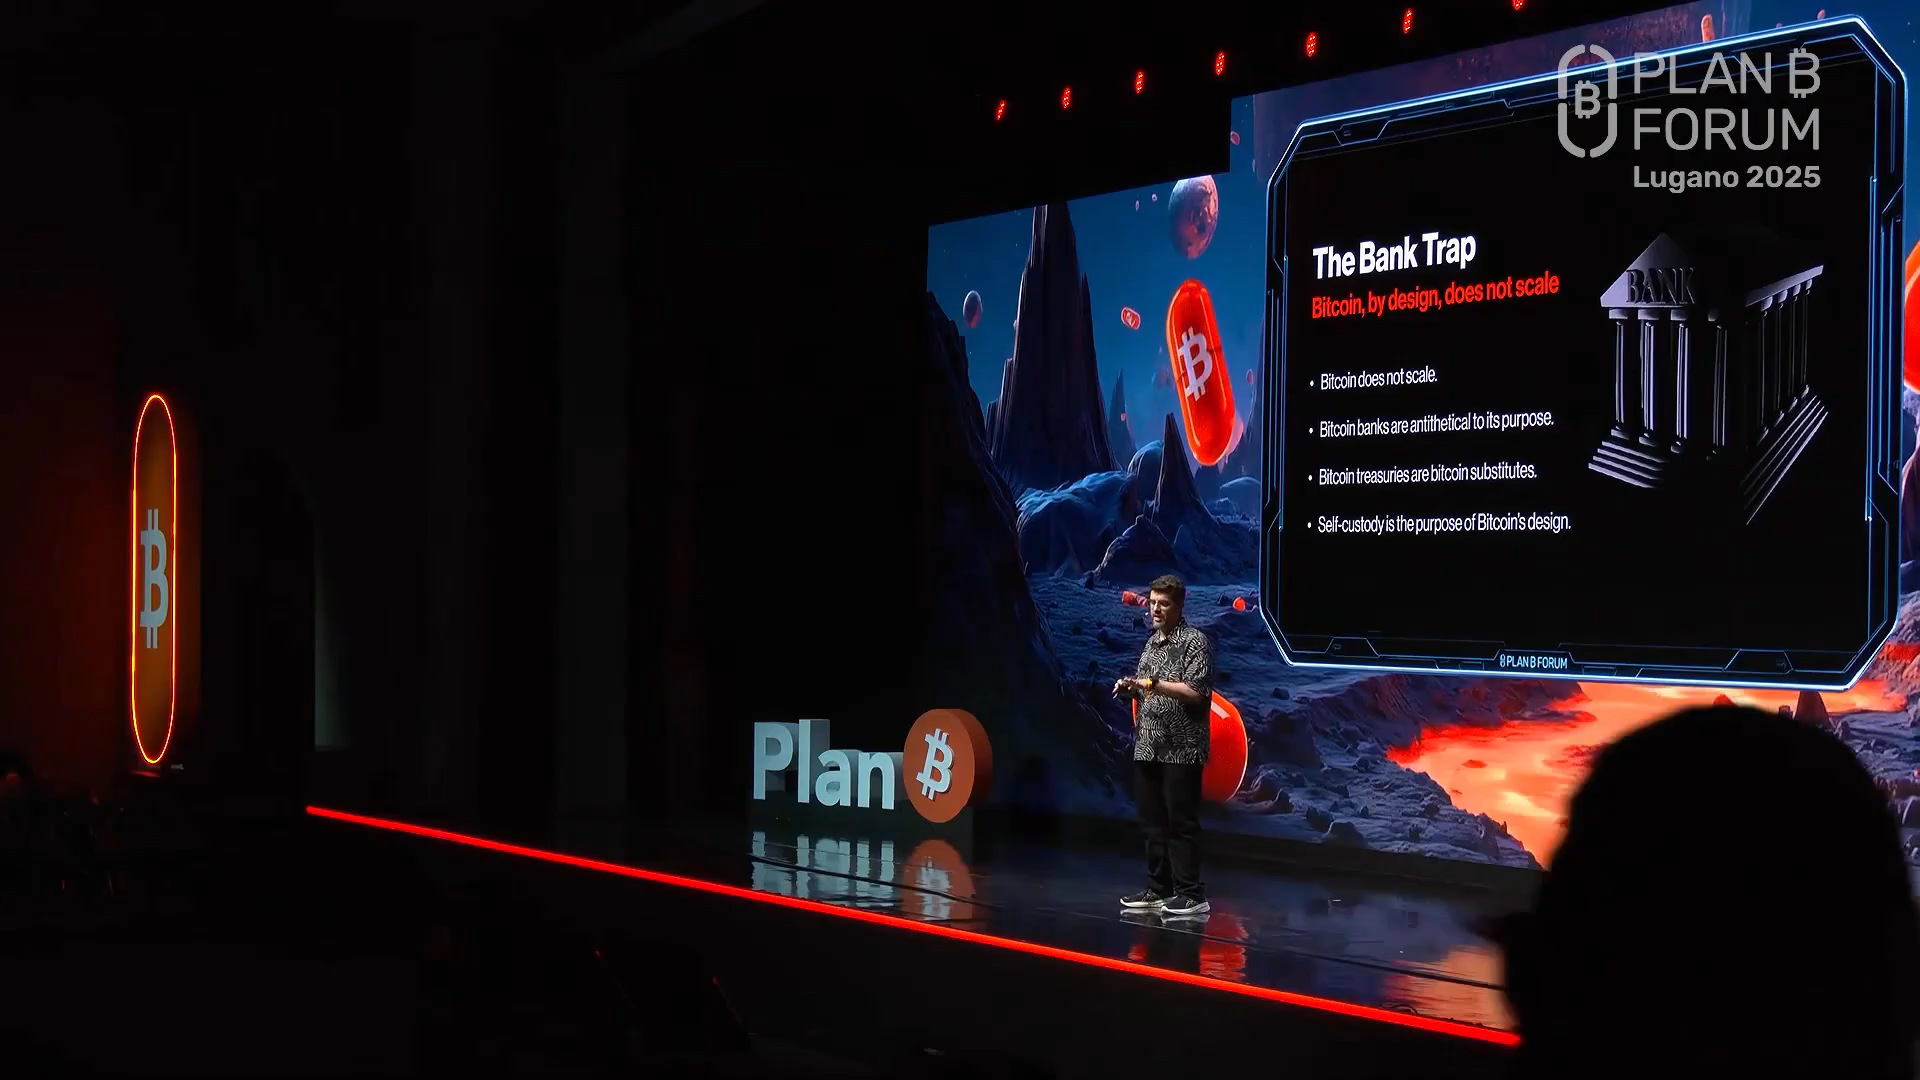 PLAN B
FORUM
Lugano 2025
The Bank Trap
Bitcoin, by design, does not scale
BANK
• Bitcoin does not scale.
• Bitcoin banks are antithetical to its purpose.
• Bitcoin treasuries are bitcoin substitutes.
• Self-custody is the purpose of Bitcoin's design.
PLAN B FORUM
Plan ₿